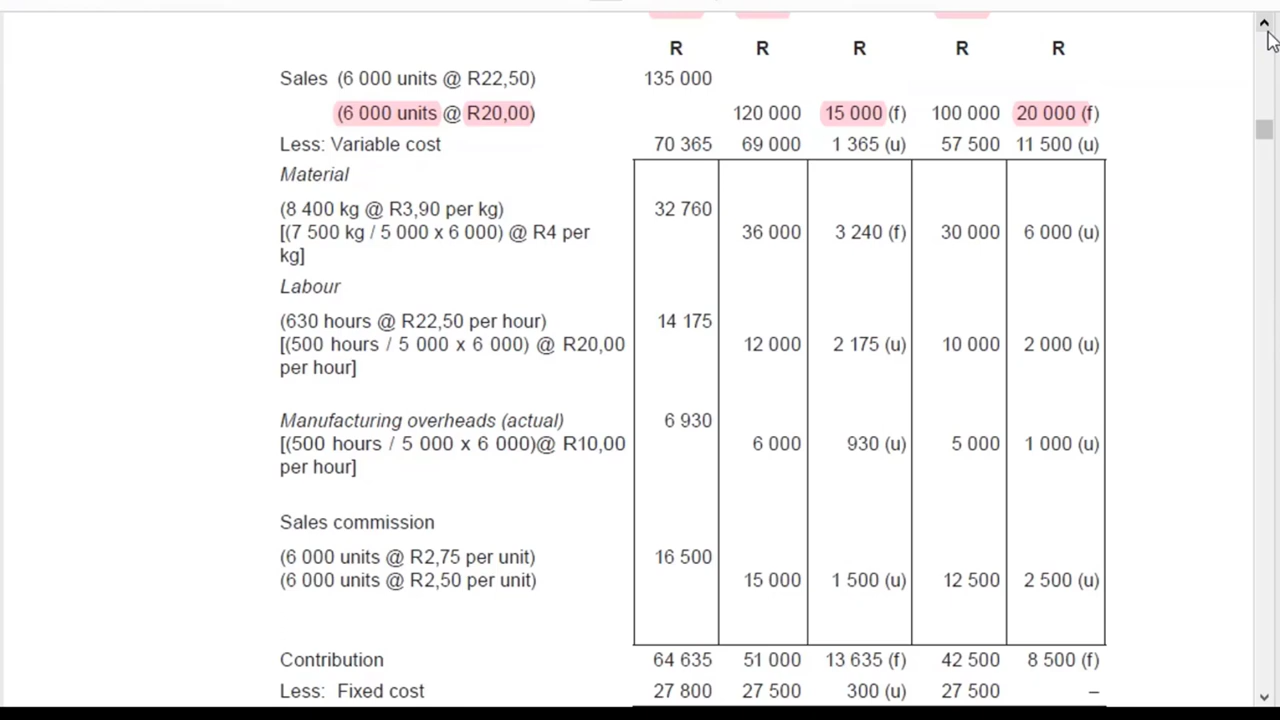 R R R R R
Sales (6 000 units @ R22,50) 135 000
(6 000 units @ R20,00) 120 000 15 000 (f) 100 000 20 000 (f)
Less: Variable cost 70 365 69 000 1 365 (u) 57 500 11 500 (u)
Material
(8 400 kg @ R3,90 per kg) 32 760
[(7 500 kg / 5 000 x 6 000) @ R4 per 36 000 3 240 (f) 30 000 6 000 (u)
kg]
Labour
(630 hours @ R22,50 per hour) 14 175
[(500 hours / 5 000 x 6 000) @ R20,00 12 000 2 175 (u) 10 000 2 000 (u)
per hour]
Manufacturing overheads (actual) 6 930
[(500 hours / 5 000 x 6 000)@ R10,00 6 000 930 (u) 5 000 1 000 (u)
per hour]
Sales commission
(6 000 units @ R2,75 per unit) 16 500
(6 000 units @ R2,50 per unit) 15 000 1 500 (u) 12 500 2 500 (u)
Contribution 64 635 51 000 13 635 (f) 42 500 8 500 (f)
Less: Fixed cost 27 800 27 500 300 (u) 27 500 –